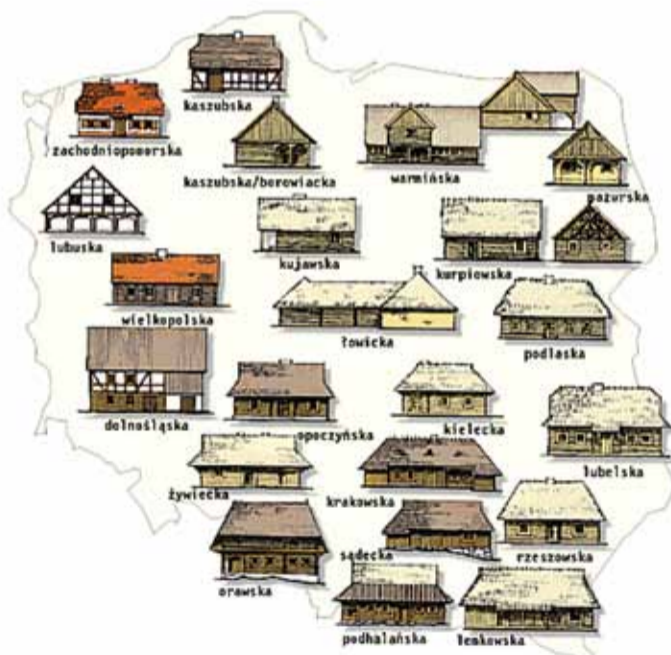 kaszubska
zachodniopomorska
kaszubska/borowiacka
warmińska
mazurska
lubuska
kujawska
kurpiowska
wielkopolska
łowicka
podlaska
dolnośląska
opoczyńska
kielecka
lubelska
żywiecka
krakowska
sądecka
rzeszowska
orawska
podhalańska
łemkowska